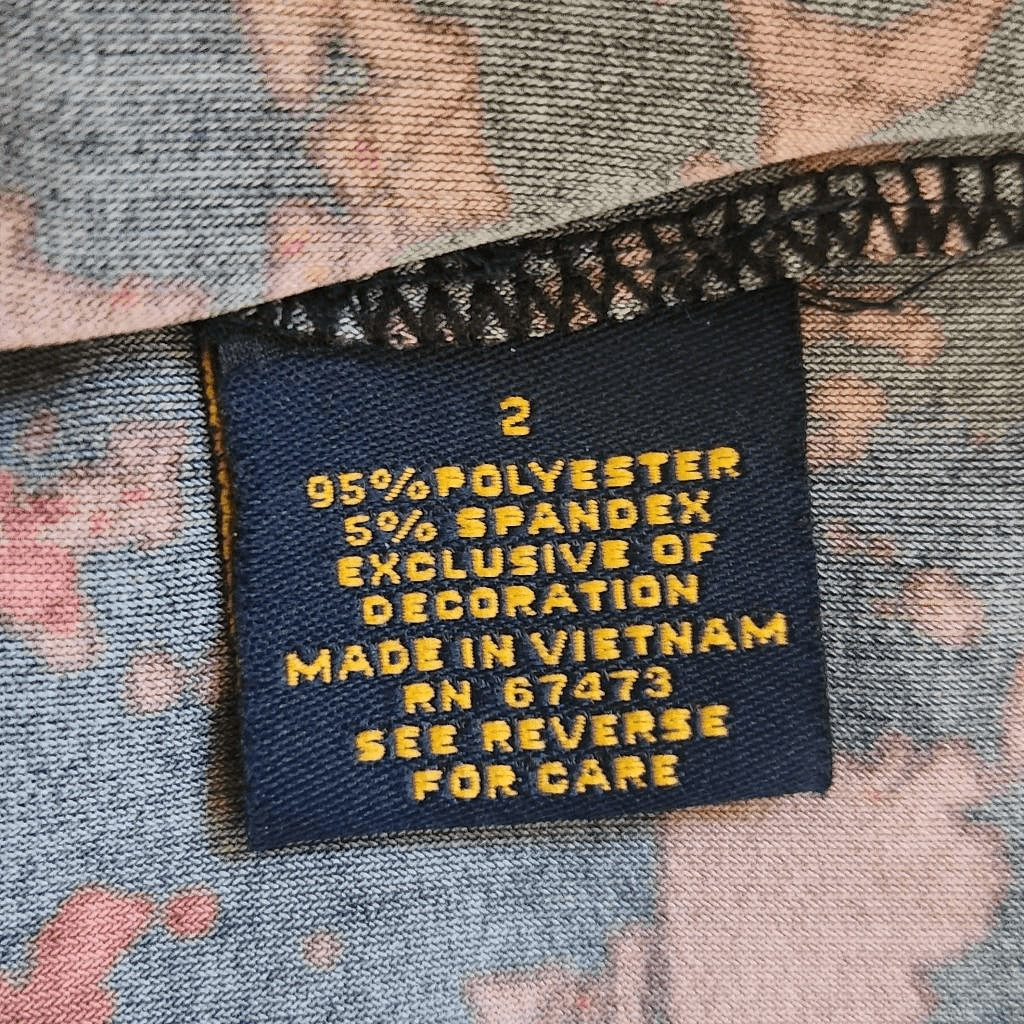 2
95% POLYESTER
5% SPANDEX
EXCLUSIVE OF
DECORATION
MADE IN VIETNAM
RN 67473
SEE REVERSE
FOR CARE